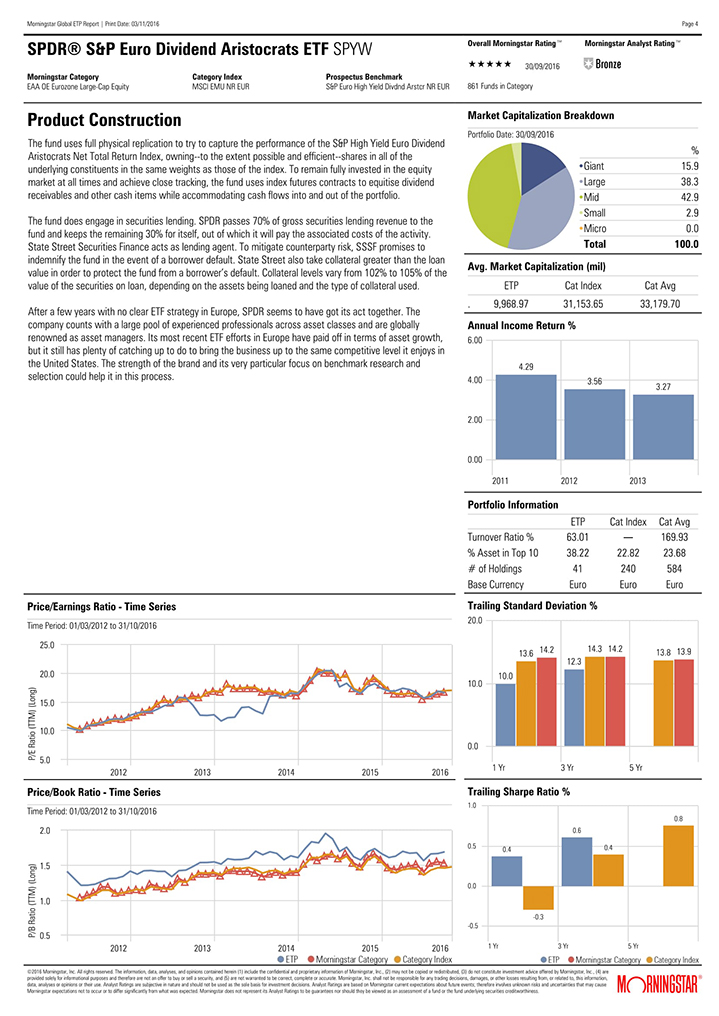 Morningstar Global ETP Report | Print Date: 03/11/2016
Page 4
SPDR® S&P Euro Dividend Aristocrats ETF SPYW
Overall Morningstar Rating™
Morningstar Analyst Rating™
★★★★★
30/09/2016
Bronze
Morningstar Category
Category Index
Prospectus Benchmark
EAA OE Eurozone Large-Cap Equity
MSCI EMU NR EUR
S&P Euro High Yield Divdnd Arstcr NR EUR
861 Funds in Category
Product Construction
The fund uses full physical replication to try to capture the performance of the S&P High Yield Euro Dividend
Aristocrats Net Total Return Index, owning--to the extent possible and efficient--shares in all of the
underlying constituents in the same weights as those of the index. To remain fully invested in the equity
market at all times and achieve close tracking, the fund uses index futures contracts to equitise dividend
receivables and other cash items while accommodating cash flows into and out of the portfolio.
The fund does engage in securities lending. SPDR passes 70% of gross securities lending revenue to the
fund and keeps the remaining 30% for itself, out of which it will pay the associated costs of the activity.
State Street Securities Finance acts as lending agent. To mitigate counterparty risk, SSSF promises to
indemnify the fund in the event of a borrower default. State Street also take collateral greater than the loan
value in order to protect the fund from a borrower's default. Collateral levels vary from 102% to 105% of the
value of the securities on loan, depending on the assets being loaned and the type of collateral used.
After a few years with no clear ETF strategy in Europe, SPDR seems to have got its act together. The
company counts with a large pool of experienced professionals across asset classes and are globally
renowned as asset managers. Its most recent ETF efforts in Europe have paid off in terms of asset growth,
but it still has plenty of catching up to do to bring the business up to the same competitive level it enjoys in
the United States. The strength of the brand and its very particular focus on benchmark research and
selection could help it in this process.
Market Capitalization Breakdown
Portfolio Date: 30/09/2016
%
Giant 15.9
Large 38.3
Mid 42.9
Small 2.9
Micro 0.0
Total 100.0
Avg. Market Capitalization (mil)
ETP Cat Index Cat Avg
. 9,968.97 31,153.65 33,179.70
Annual Income Return %
6.00
4.00
2.00
0.00
4.29
3.56
3.27
2011 2012 2013
Portfolio Information
ETP Cat Index Cat Avg
Turnover Ratio % 63.01 — 169.93
% Asset in Top 10 38.22 22.82 23.68
# of Holdings 41 240 584
Base Currency Euro Euro Euro
Price/Earnings Ratio - Time Series
Time Period: 01/03/2012 to 31/10/2016
P/E Ratio (TTM) (Long)
25.0
20.0
15.0
10.0
5.0
2012 2013 2014 2015 2016
Trailing Standard Deviation %
20.0
10.0
0.0
10.0 13.6 14.2
12.3 14.3 14.2
13.8 13.9
1 Yr 3 Yr 5 Yr
Price/Book Ratio - Time Series
Time Period: 01/03/2012 to 31/10/2016
P/B Ratio (TTM) (Long)
2.0
1.5
1.0
0.5
2012 2013 2014 2015 2016
ETP Morningstar Category Category Index
Trailing Sharpe Ratio %
1.0
0.5
0.0
-0.5
0.4
-0.3
0.6
0.4
0.8
1 Yr 3 Yr 5 Yr
ETP Morningstar Category Category Index
©2016 Morningstar, Inc. All rights reserved. The information, data, analyses, and opinions contained herein (1) include the confidential and proprietary information of Morningstar, Inc., (2) may not be copied or redistributed, (3) do not constitute investment advice offered by Morningstar, Inc., (4) are
provided solely for informational purposes and therefore are not an offer to buy or sell a security, and (5) are not warranted to be correct, complete or accurate. Morningstar, Inc. shall not be responsible for any trading decisions, damages, or other losses resulting from, or related to, this information,
data, analyses or opinions or their use. Analyst Ratings are subjective in nature and should not be used as the sole basis for investment decisions. Analyst Ratings are based on Morningstar current expectations about future events; therefore involves unknown risks and uncertainties that may cause
Morningstar expectations not to occur or to differ significantly from what was expected. Morningstar does not represent its Analyst Ratings to be guarantees nor should they be viewed as an assessment of a fund or the fund underlying securities creditworthiness.
MORNINGSTAR®